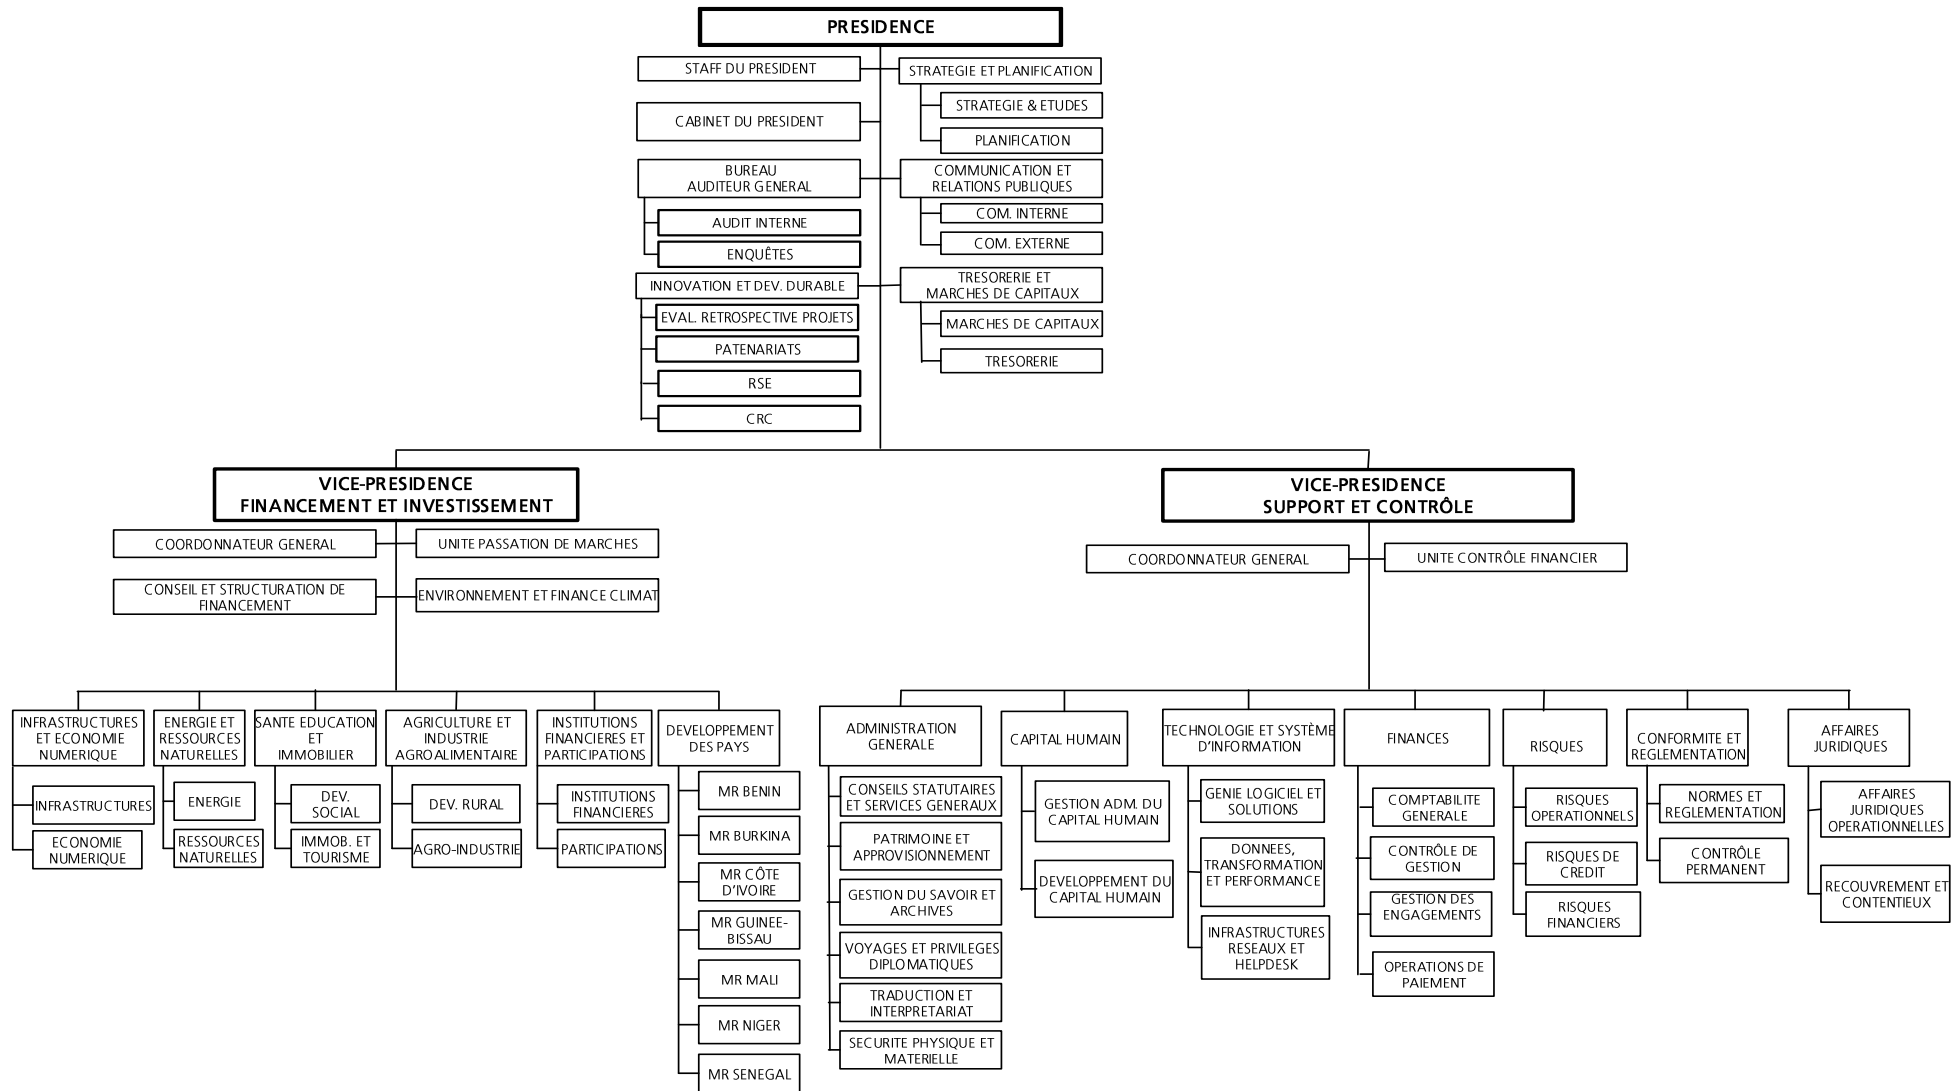 PRESIDENCE
STAFF DU PRESIDENT
STRATEGIE ET PLANIFICATION
STRATEGIE & ETUDES
CABINET DU PRESIDENT
PLANIFICATION
BUREAU
AUDITEUR GENERAL
COMMUNICATION ET
RELATIONS PUBLIQUES
AUDIT INTERNE
COM. INTERNE
ENQUÊTES
COM. EXTERNE
INNOVATION ET DEV. DURABLE
TRESORERIE ET
MARCHES DE CAPITAUX
EVAL. RETROSPECTIVE PROJETS
MARCHES DE CAPITAUX
PATENARIATS
TRESORERIE
RSE
CRC
VICE-PRESIDENCE
FINANCEMENT ET INVESTISSEMENT
COORDONNATEUR GENERAL
UNITE PASSATION DE MARCHES
CONSEIL ET STRUCTURATION DE
FINANCEMENT
ENVIRONNEMENT ET FINANCE CLIMAT
VICE-PRESIDENCE
SUPPORT ET CONTRÔLE
COORDONNATEUR GENERAL
UNITE CONTRÔLE FINANCIER
INFRASTRUCTURES
ET ECONOMIE
NUMERIQUE
INFRASTRUCTURES
ECONOMIE
NUMERIQUE
ENERGIE ET
RESSOURCES
NATURELLES
ENERGIE
RESSOURCES
NATURELLES
SANTE EDUCATION
ET
IMMOBILIER
DEV.
SOCIAL
IMMOB. ET
TOURISME
AGRICULTURE ET
INDUSTRIE
AGROALIMENTAIRE
DEV. RURAL
AGRO-INDUSTRIE
INSTITUTIONS
FINANCIERES ET
PARTICIPATIONS
INSTITUTIONS
FINANCIERES
PARTICIPATIONS
DEVELOPPEMENT
DES PAYS
MR BENIN
MR BURKINA
MR CÔTE
D'IVOIRE
MR GUINEE-
BISSAU
MR MALI
MR NIGER
MR SENEGAL
ADMINISTRATION
GENERALE
CONSEILS STATUTAIRES
ET SERVICES GENERAUX
PATRIMOINE ET
APPROVISIONNEMENT
GESTION DU SAVOIR ET
ARCHIVES
VOYAGES ET PRIVILEGES
DIPLOMATIQUES
TRADUCTION ET
INTERPRETARIAT
SECURITE PHYSIQUE ET
MATERIELLE
CAPITAL HUMAIN
GESTION ADM. DU
CAPITAL HUMAIN
DEVELOPPEMENT DU
CAPITAL HUMAIN
TECHNOLOGIE ET SYSTÈME
D'INFORMATION
GENIE LOGICIEL ET
SOLUTIONS
DONNEES,
TRANSFORMATION
ET PERFORMANCE
INFRASTRUCTURES
RESEAUX ET
HELPDESK
FINANCES
COMPTABILITE
GENERALE
CONTRÔLE DE
GESTION
GESTION DES
ENGAGEMENTS
OPERATIONS DE
PAIEMENT
RISQUES
RISQUES
OPERATIONNELS
RISQUES DE
CREDIT
RISQUES
FINANCIERS
CONFORMITE ET
REGLEMENTATION
NORMES ET
REGLEMENTATION
CONTRÔLE
PERMANENT
AFFAIRES
JURIDIQUES
AFFAIRES
JURIDIQUES
OPERATIONNELLES
RECOUVREMENT ET
CONTENTIEUX